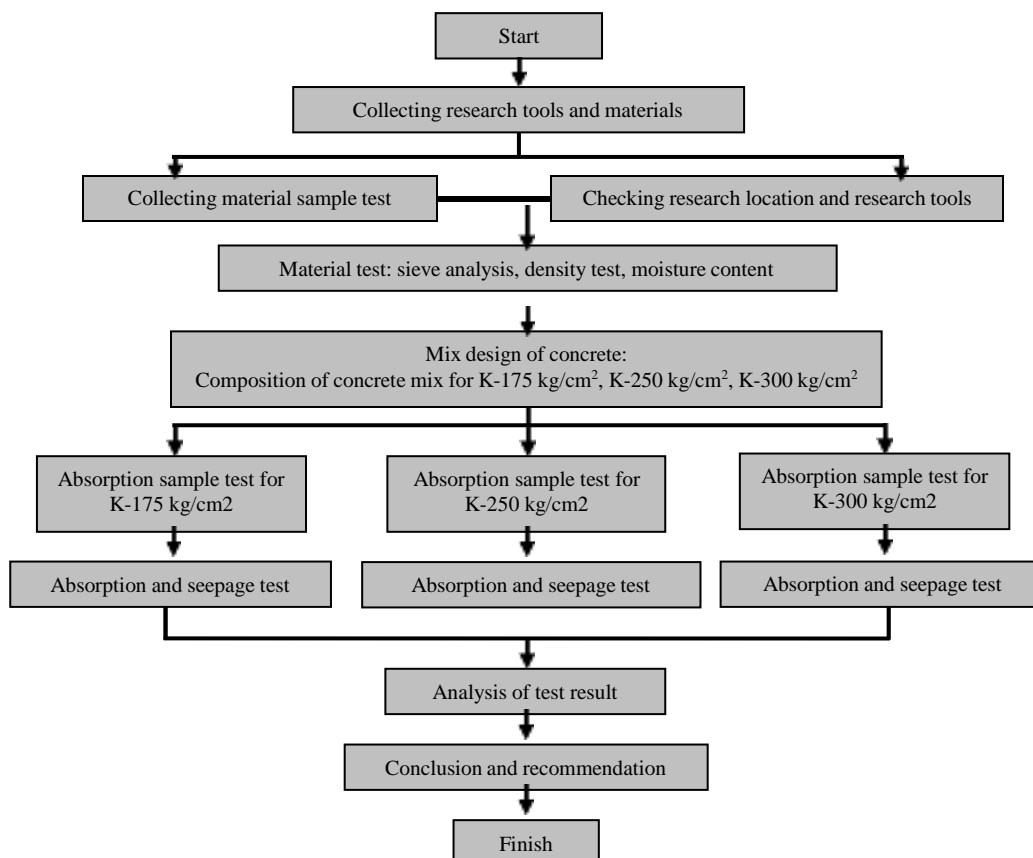 Start
Collecting research tools and materials
Collecting material sample test
Checking research location and research tools
Material test: sieve analysis, density test, moisture content
Mix design of concrete:
Composition of concrete mix for K-175 kg/cm², K-250 kg/cm², K-300 kg/cm²
Absorption sample test for
K-175 kg/cm2
Absorption sample test for
K-250 kg/cm2
Absorption sample test for
K-300 kg/cm2
Absorption and seepage test
Absorption and seepage test
Absorption and seepage test
Analysis of test result
Conclusion and recommendation
Finish